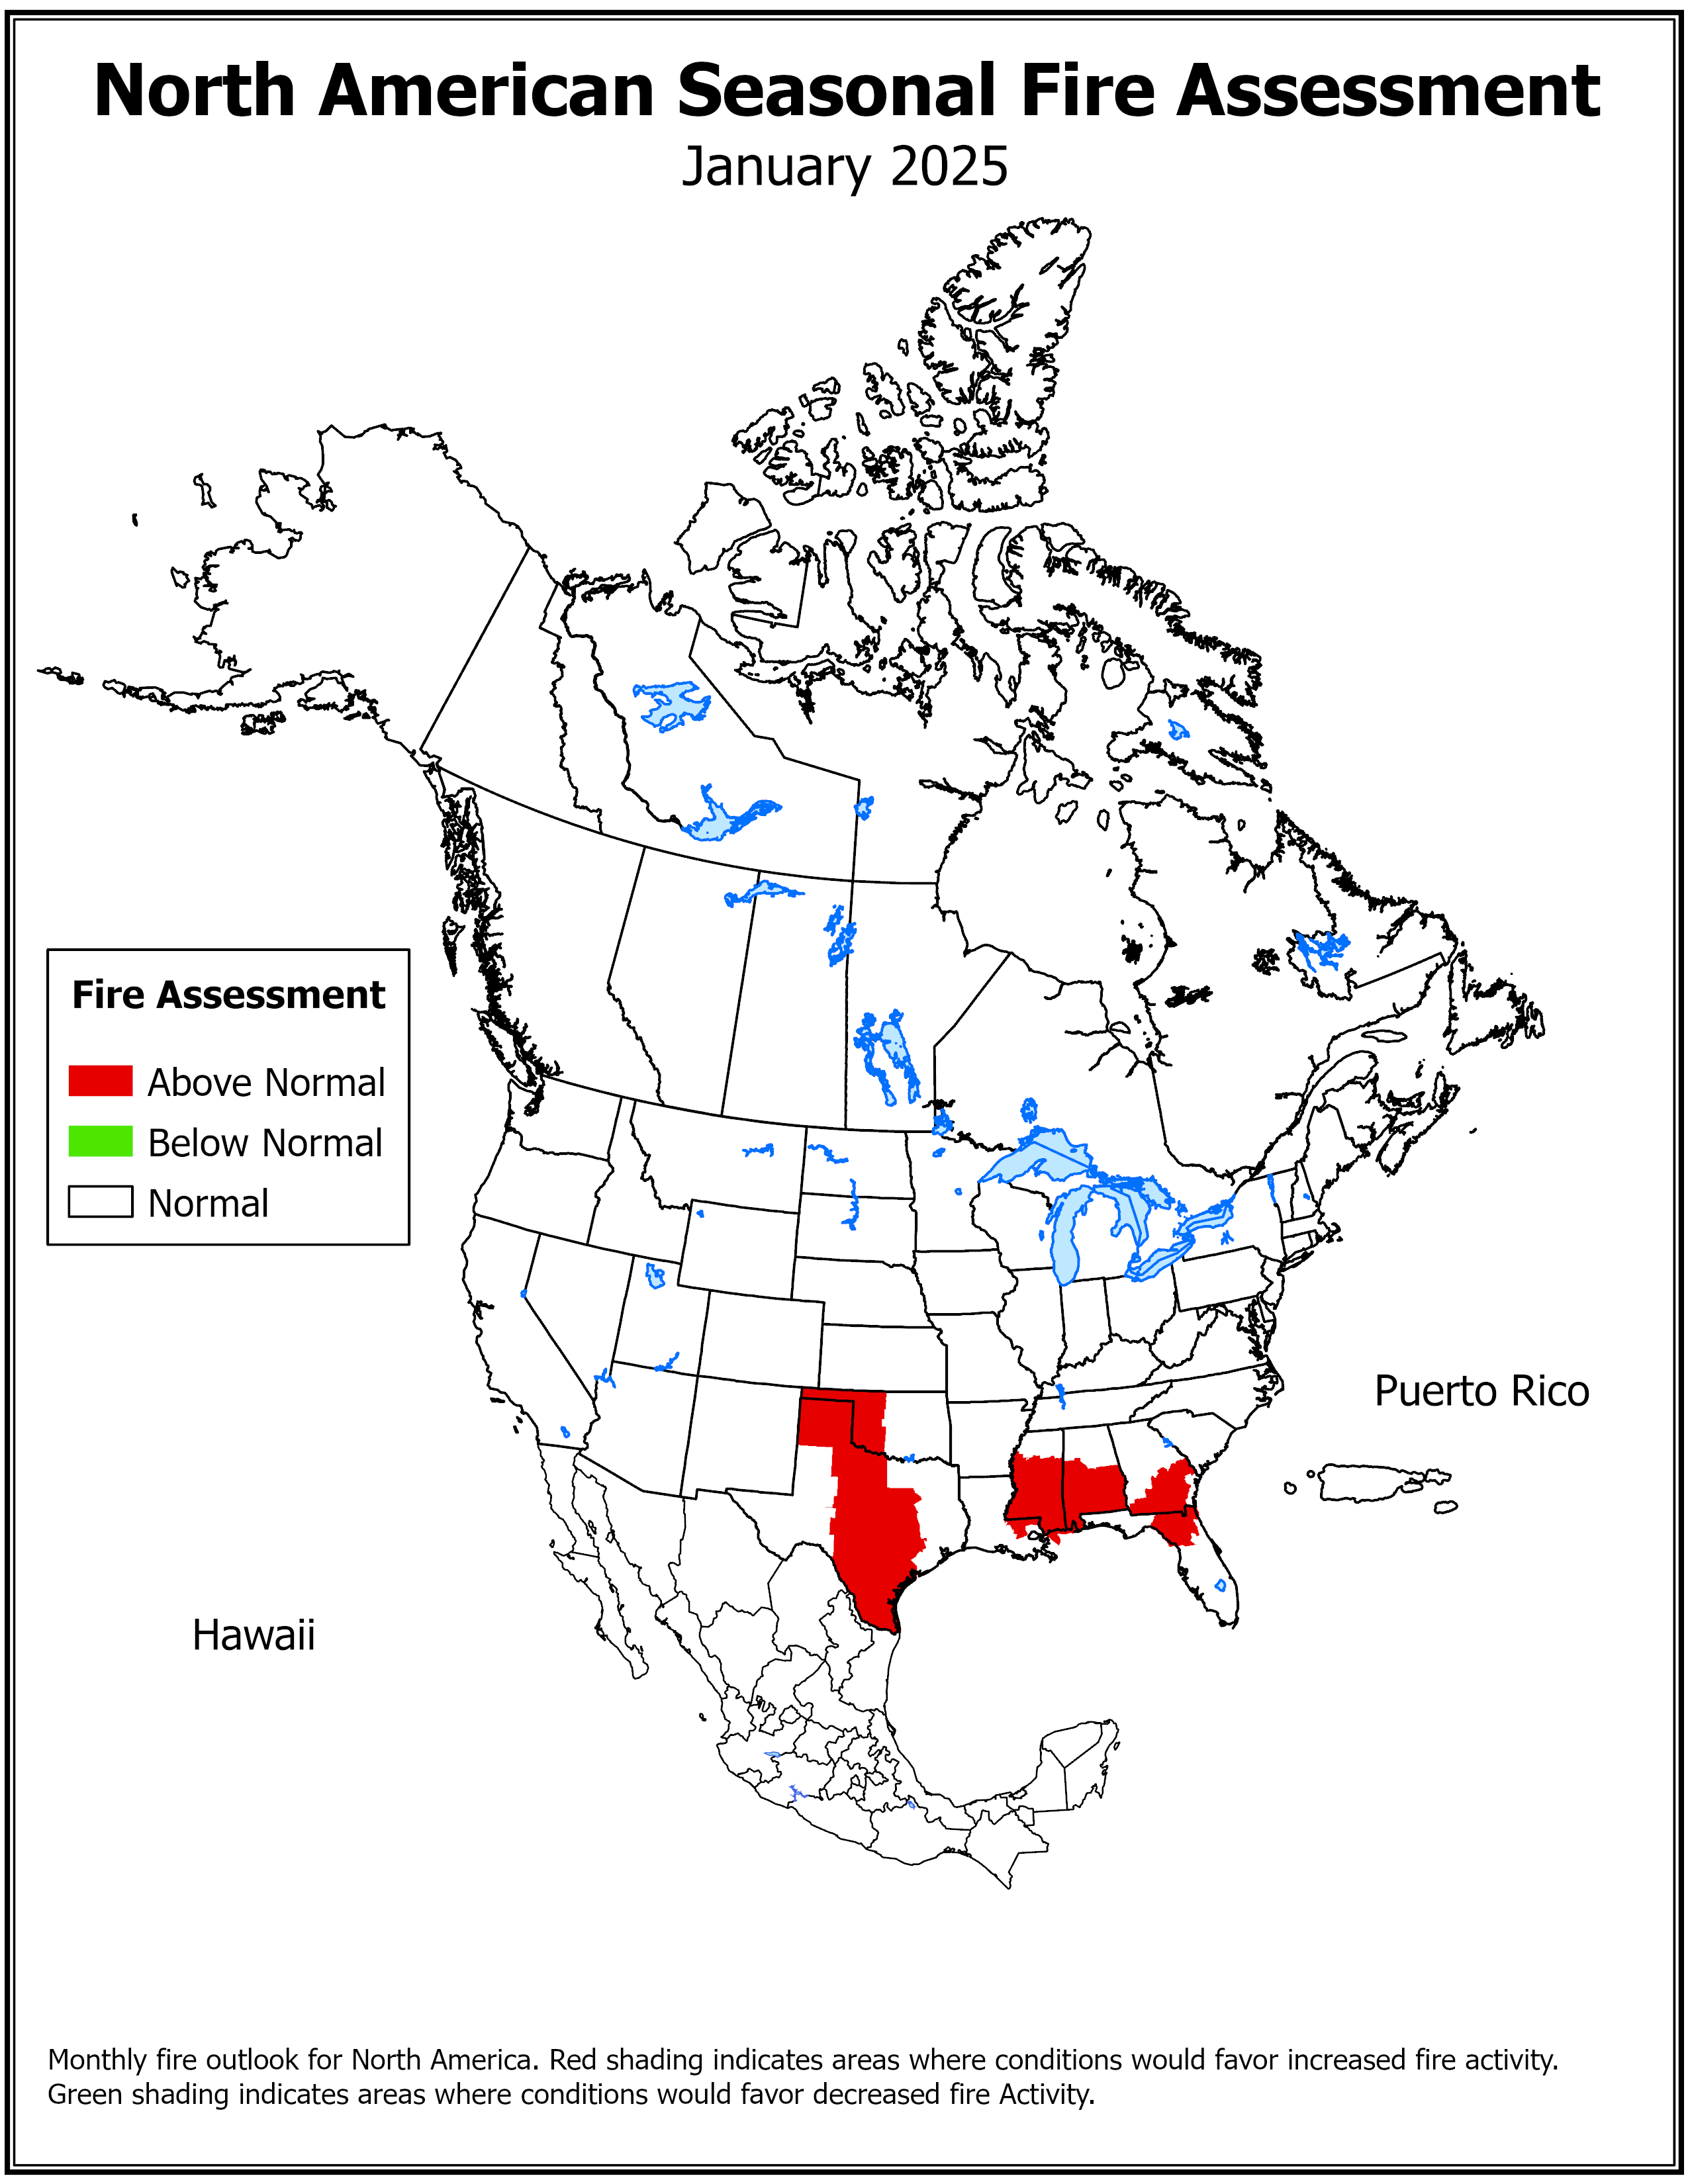 North American Seasonal Fire Assessment
January 2025
Fire Assessment
Above Normal
Below Normal
Normal
Puerto Rico
Hawaii
Monthly fire outlook for North America. Red shading indicates areas where conditions would favor increased fire activity.
Green shading indicates areas where conditions would favor decreased fire Activity.